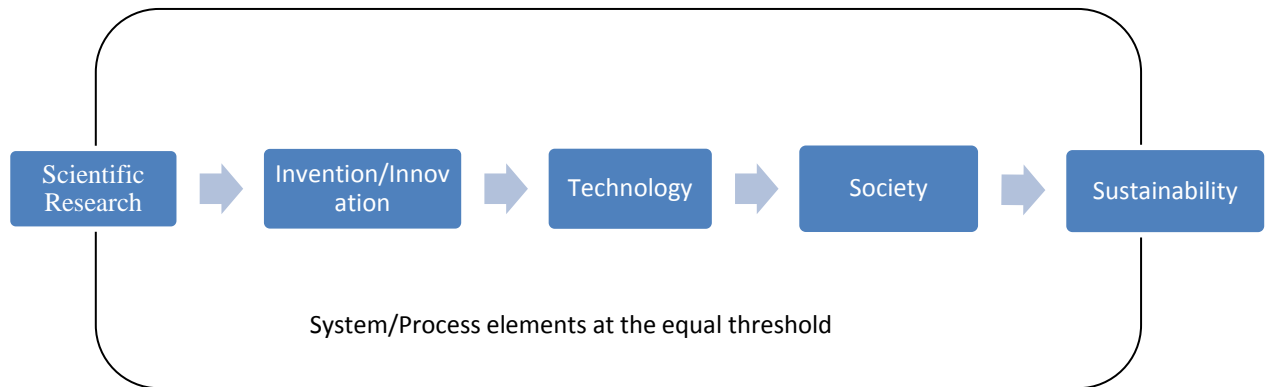 Scientific
Research
Invention/Innov
ation
Technology
Society
Sustainability
System/Process elements at the equal threshold